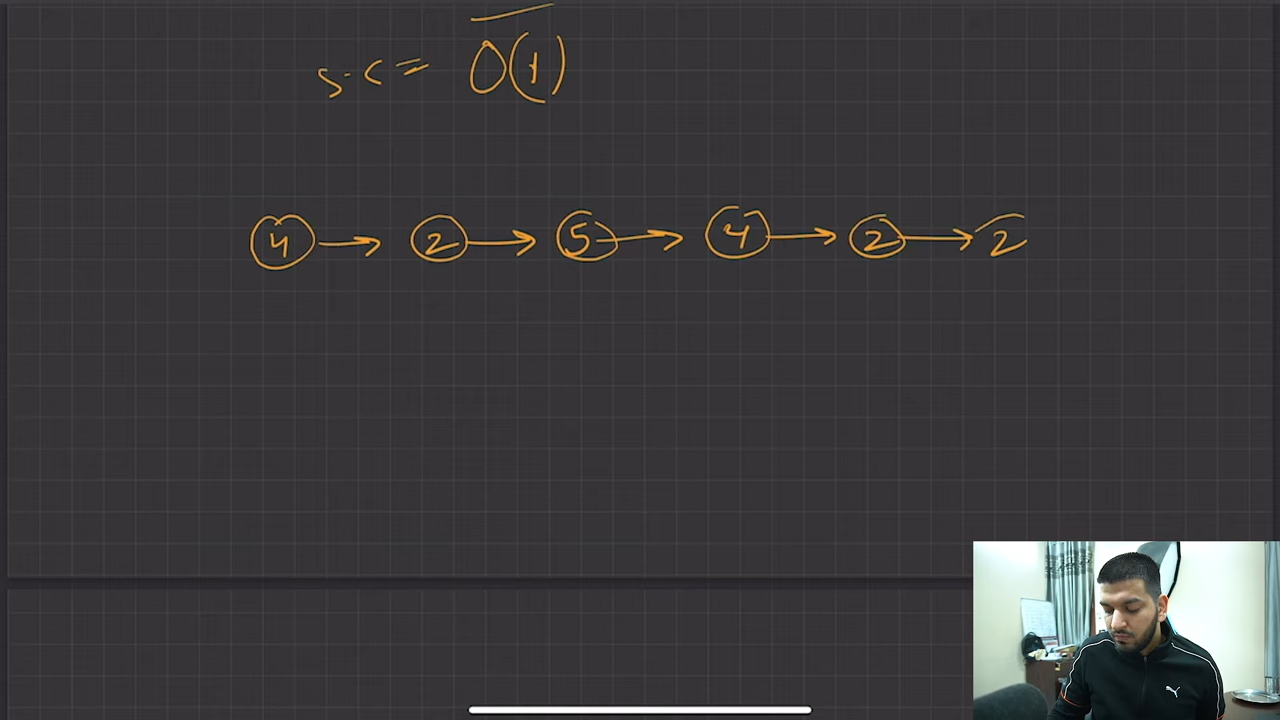 S.C = O(1)
4 → 2 → 5 → 4 → 2 → 2